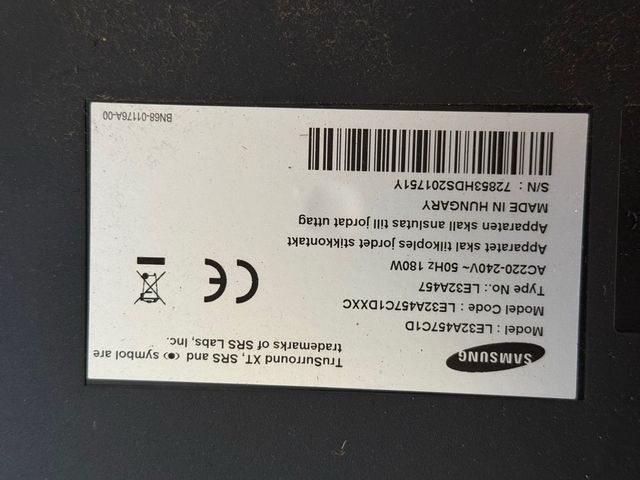 SAMSUNG
TruSurround XT, SRS and (●) symbol are
trademarks of SRS Labs, Inc.
Model : LE32A457C1D
Model Code : LE32A457C1DXXC
Type No.: LE32A457
AC220-240V~ 50Hz 180W
Apparatet skal tilkoples jordet stikkontakt
Apparaten skall anslutas till jordat uttag
MADE IN HUNGARY
S/N : 72853HDS201751Y
CE
BN68-01176A-00